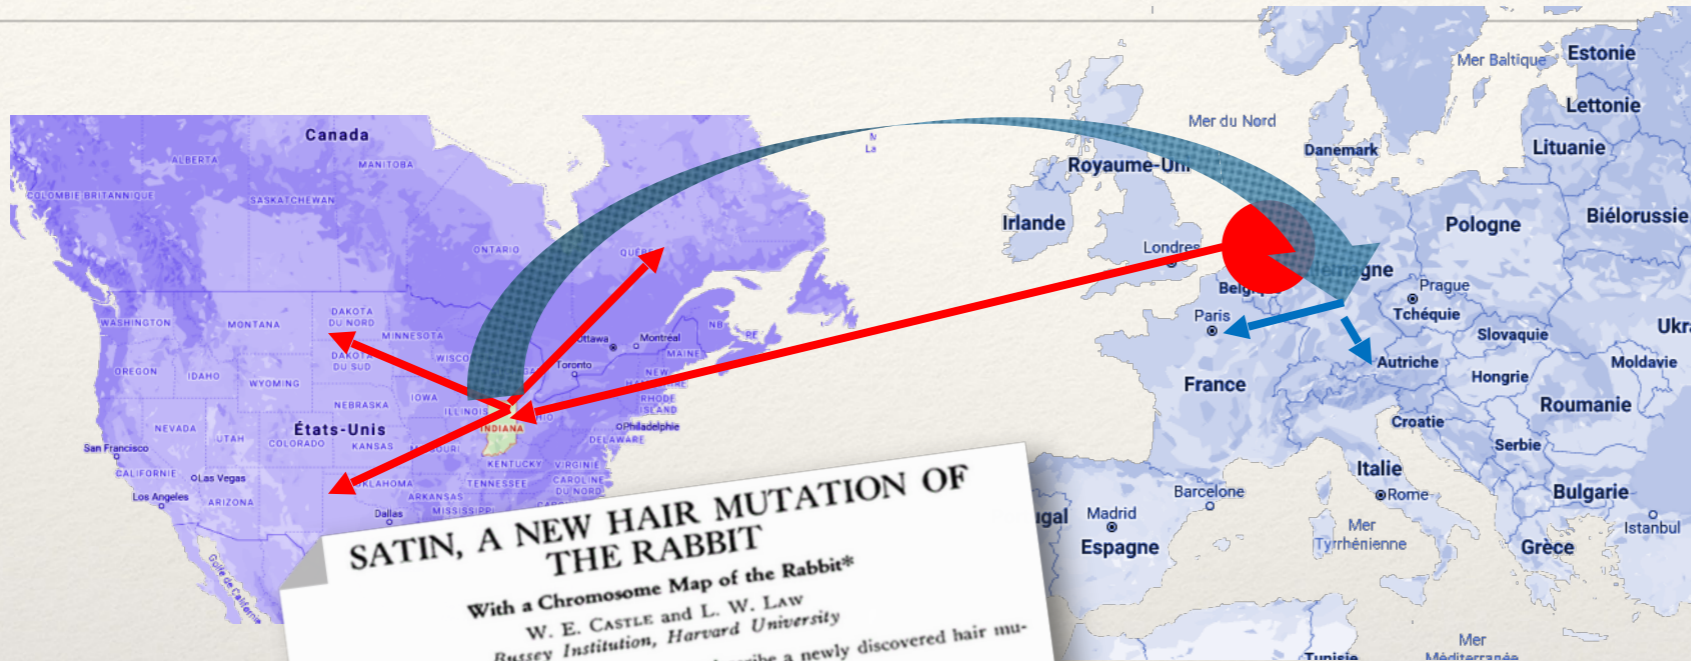 Canada
ALBERTA
MANITOBA
COLOMBIE-BRITANNIQUE
SASKATCHEWAN
ONTARIO
QUÉBEC
WASHINGTON
MONTANA
DAKOTA
DU NORD
MINNESOTA
Ottawa
Montréal
NB
MAINE
OREGON
IDAHO
WYOMING
DAKOTA
DU SUD
Toronto
NEW
RHODE
ISLAND
NEBRASKA
IOWA
ILLINOIS
INDIANA
Philadelphie
DELAWARE
NEVADA
UTAH
États-Unis
COLORADO
KANSAS
San Francisco
CALIFORNIE
Las Vegas
KENTUCKY
VIRGINIE
Los Angeles
ARIZONA
OKLAHOMA
TENNESSEE
CAROLINE
DU NORD
ARKANSAS
Dallas
MISSISSIPPI
Golfe de Californie
Mer Baltique
Estonie
Lettonie
Mer du Nord
Danemark
Lituanie
Royaume-Uni
Irlande
Londres
Pologne
Biélorussie
Prague
Tchéquie
Paris
Slovaquie
Autriche
Moldavie
Hongrie
France
Roumanie
Croatie
Serbie
Italie
Rome
Bulgarie
Istanbul
Barcelone
Madrid
Espagne
Mer
Tyrrhénienne
Grèce
Tunisie
Mer
Méditerranée
SATIN, A NEW HAIR MUTATION OF
THE RABBIT
With a Chromosome Map of the Rabbit*
W. E. CASTLE and L. W. LAW
Bussey Institution, Harvard University
a newly discovered hair mu-